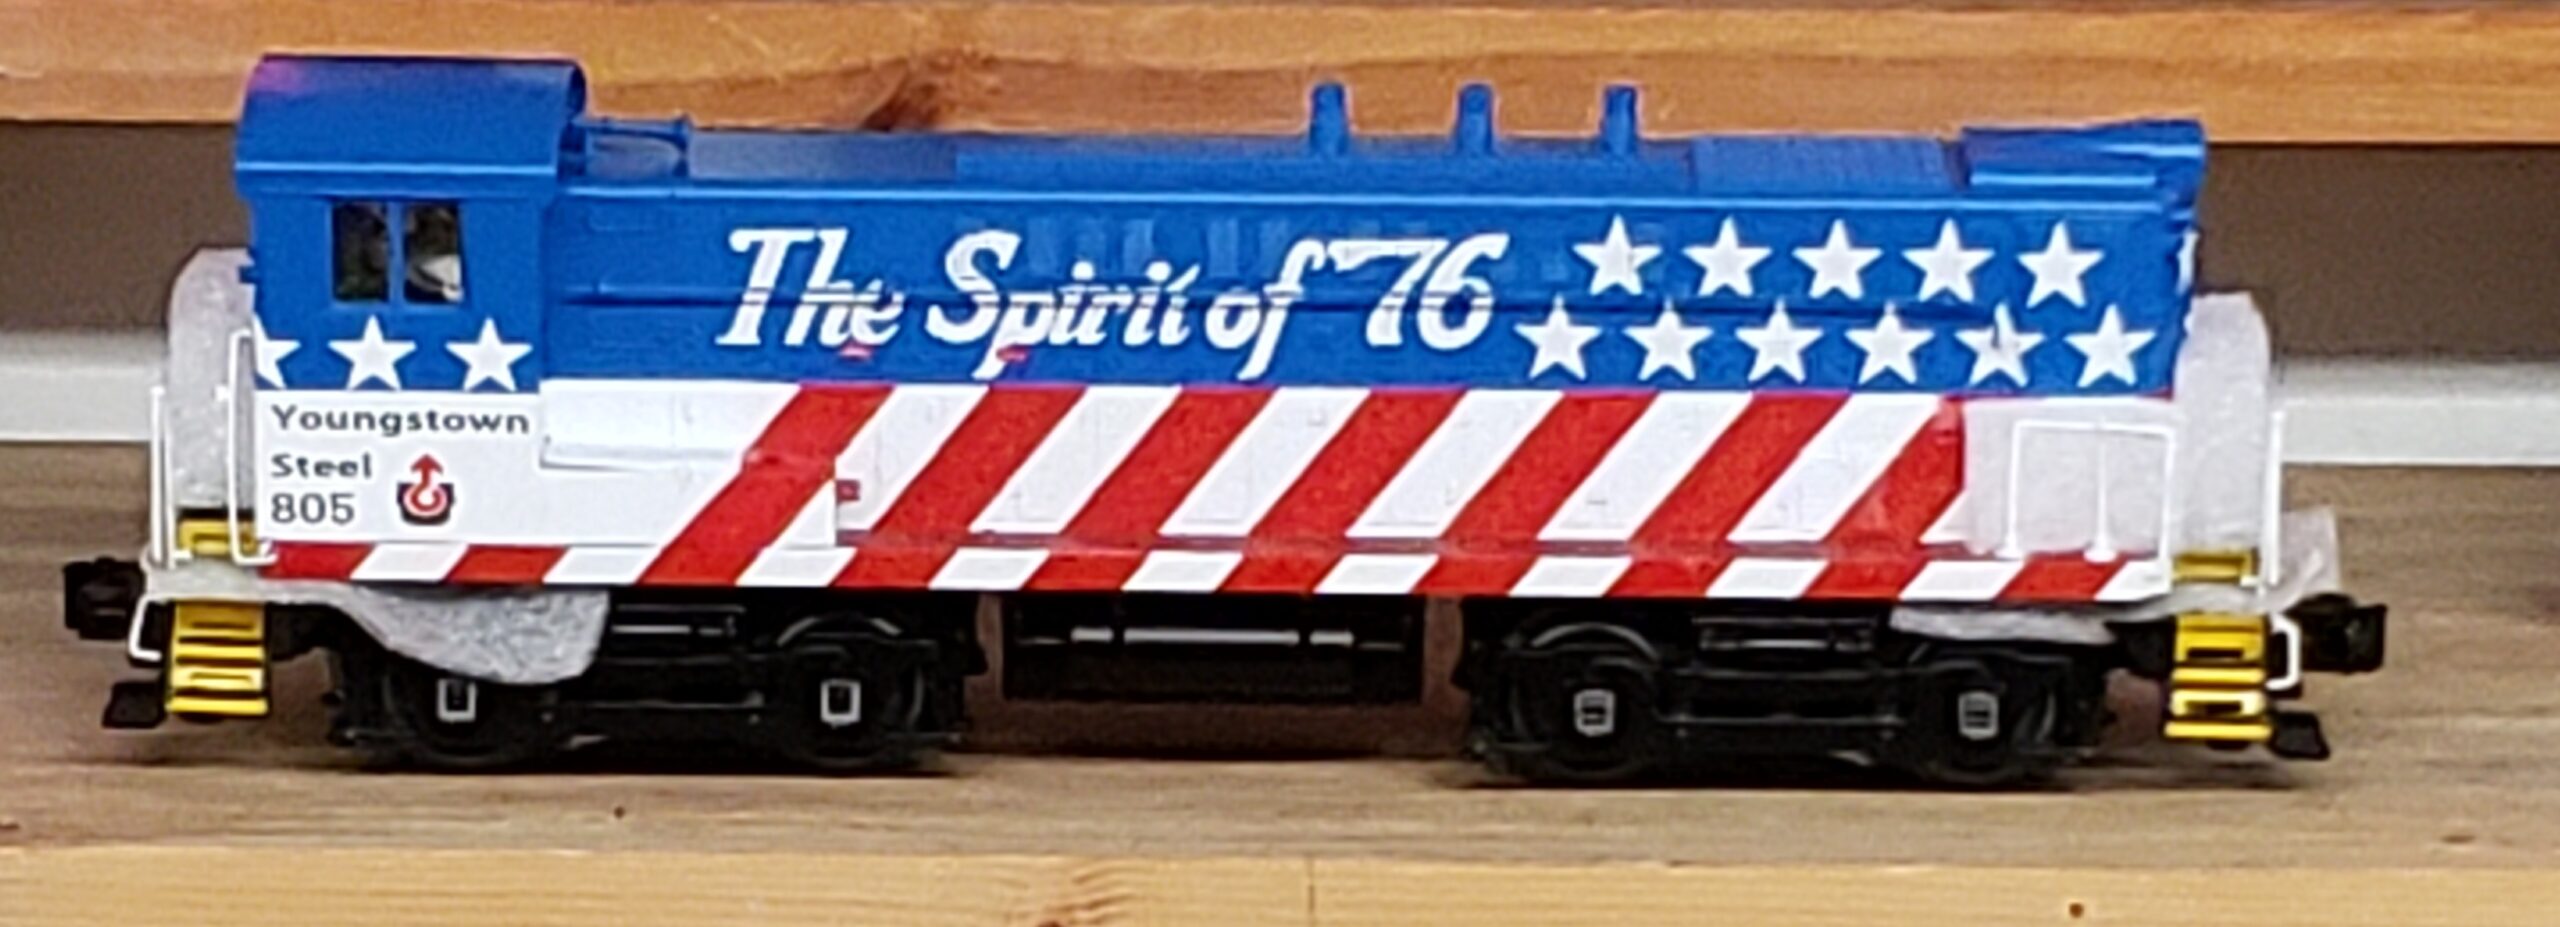 The Spirit of '76
Youngstown
Steel
805